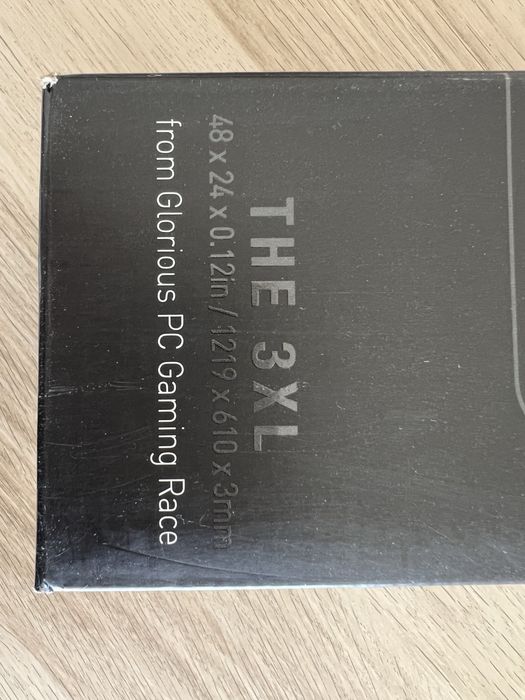 THE 3XL
48 x 24 x 0.12in / 1219 x 610 x 3mm
from Glorious PC Gaming Race